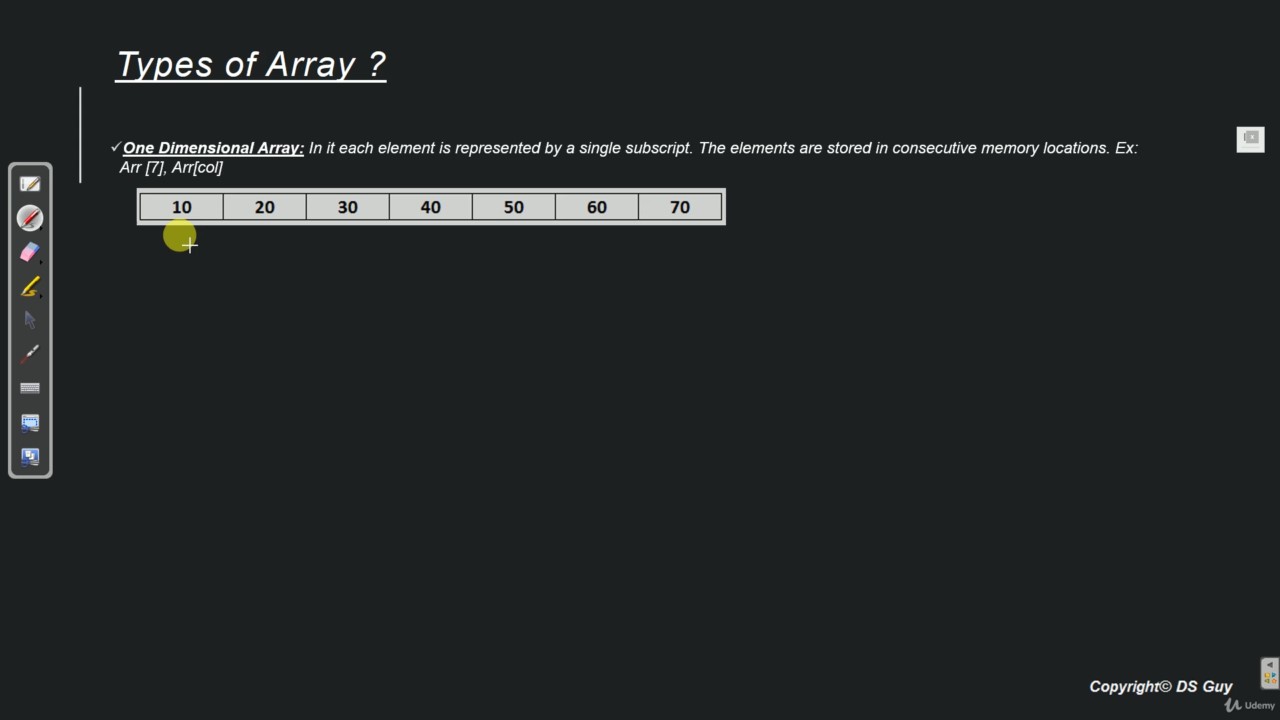 Types of Array ?
✓One Dimensional Array: In it each element is represented by a single subscript. The elements are stored in consecutive memory locations. Ex:
Arr [7], Arr[col]
10 20 30 40 50 60 70
Copyright© DS Guy
Udemy